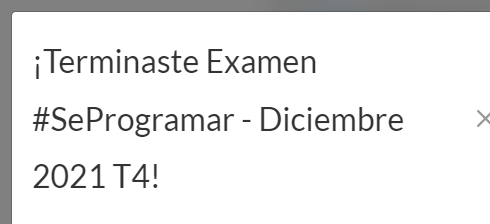 ¡Terminaste Examen
#SeProgramar - Diciembre
2021 T4!